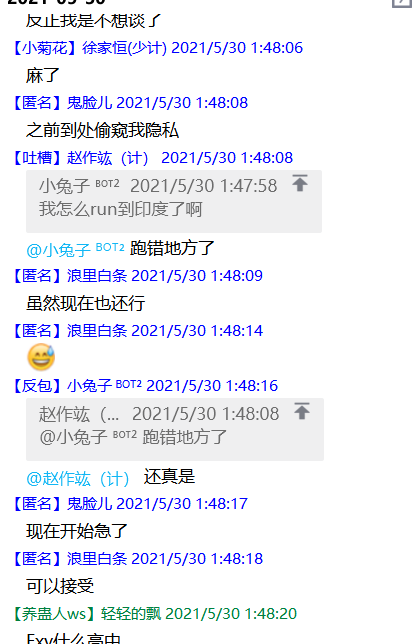 反正我是不想谈了
【小菊花】徐家恒(少计) 2021/5/30 1:48:06
麻了
【匿名】鬼脸儿 2021/5/30 1:48:08
之前到处偷窥我隐私
【吐槽】赵作竑（计） 2021/5/30 1:48:08
小兔子 BOT2 2021/5/30 1:47:58
我怎么run到印度了啊
@小兔子 BOT2 跑错地方了
【匿名】浪里白条 2021/5/30 1:48:09
虽然现在也还行
【匿名】浪里白条 2021/5/30 1:48:14
【反包】小兔子 BOT2 2021/5/30 1:48:16
赵作竑（... 2021/5/30 1:48:08
@小兔子 BOT2 跑错地方了
@赵作竑（计） 还真是
【匿名】鬼脸儿 2021/5/30 1:48:17
现在开始急了
【匿名】浪里白条 2021/5/30 1:48:18
可以接受
【养蛊人ws】轻轻的飘 2021/5/30 1:48:20